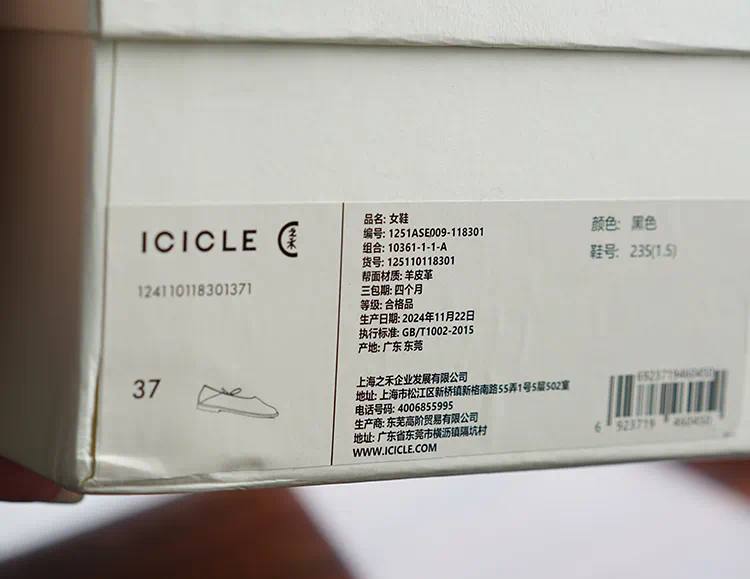 ICICLE 之禾
124110118301371
37
品名: 女鞋
编号: 1251ASE009-118301
组合: 10361-1-1-A
货号: 125110118301
帮面材质: 羊皮革
三包期: 四个月
等级: 合格品
生产日期: 2024年11月22日
执行标准: GB/T1002-2015
产地: 广东 东莞
颜色: 黑色
鞋号: 235(1.5)
上海之禾企业发展有限公司
地址: 上海市松江区新桥镇新格南路55弄1号5层502室
电话号码: 4006855995
生产商: 东芜高阶贸易有限公司
地址: 广东省东莞市横沥镇隔坑村
WWW.ICICLE.COM
6 923719